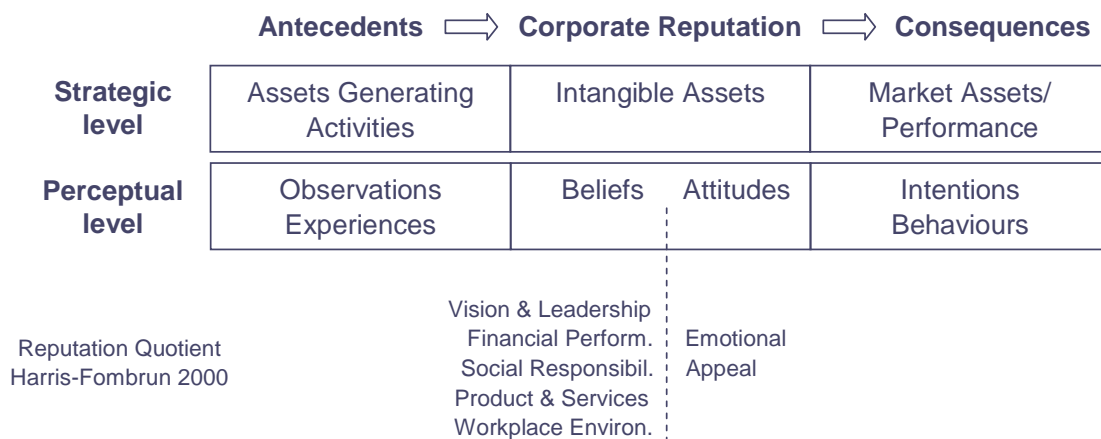 Antecedents Corporate Reputation Consequences
Strategic level
Assets Generating Activities
Intangible Assets
Market Assets/ Performance
Perceptual level
Observations Experiences
Beliefs Attitudes
Intentions Behaviours
Reputation Quotient
Harris-Fombrun 2000
Vision & Leadership
Financial Perform.
Social Responsibil.
Product & Services
Workplace Environ.
Emotional
Appeal